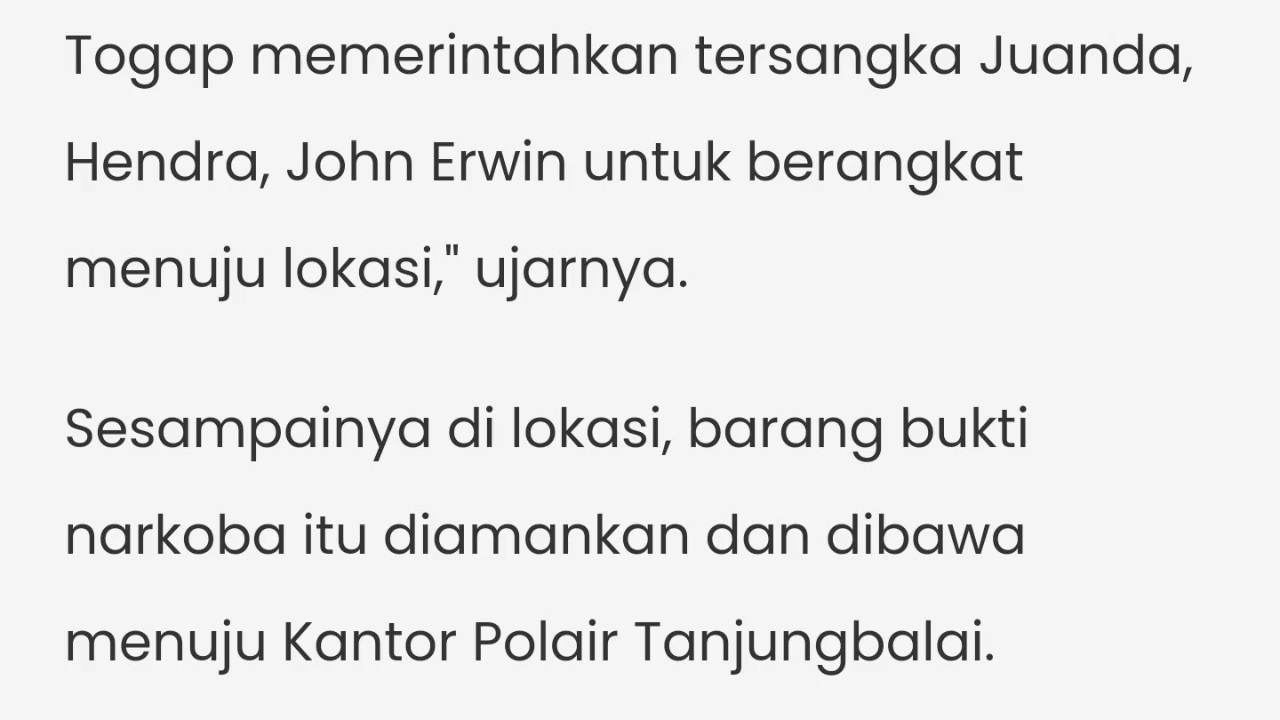 Togap memerintahkan tersangka Juanda,
Hendra, John Erwin untuk berangkat
menuju lokasi," ujarnya.
Sesampainya di lokasi, barang bukti
narkoba itu diamankan dan dibawa
menuju Kantor Polair Tanjungbalai.